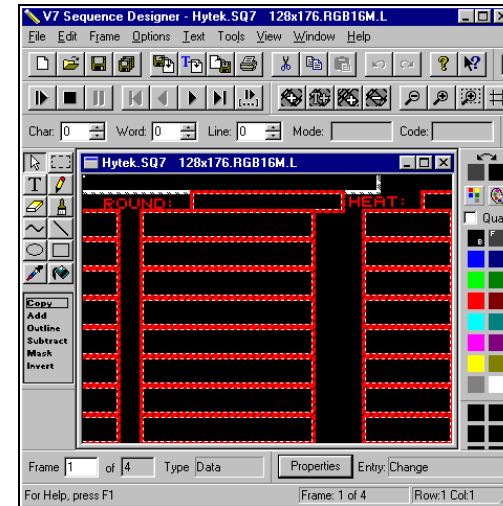 V7 Sequence Designer - Hytek.SQ7 128x176.RGB16M.L
File Edit Frame Options Text Tools View Window Help
Char: 0 Word: 0 Line: 0 Mode: Code:
Hytek.SQ7 128x176.RGB16M.L
ROUND: HEAT:
T
Qua
B F
Copy
Add
Outline
Subtract
Mask
Invert
Frame 1 of 4 Type Data Properties Entry: Change
For Help, press F1 Frame: 1 of 4 Row:1 Col:1